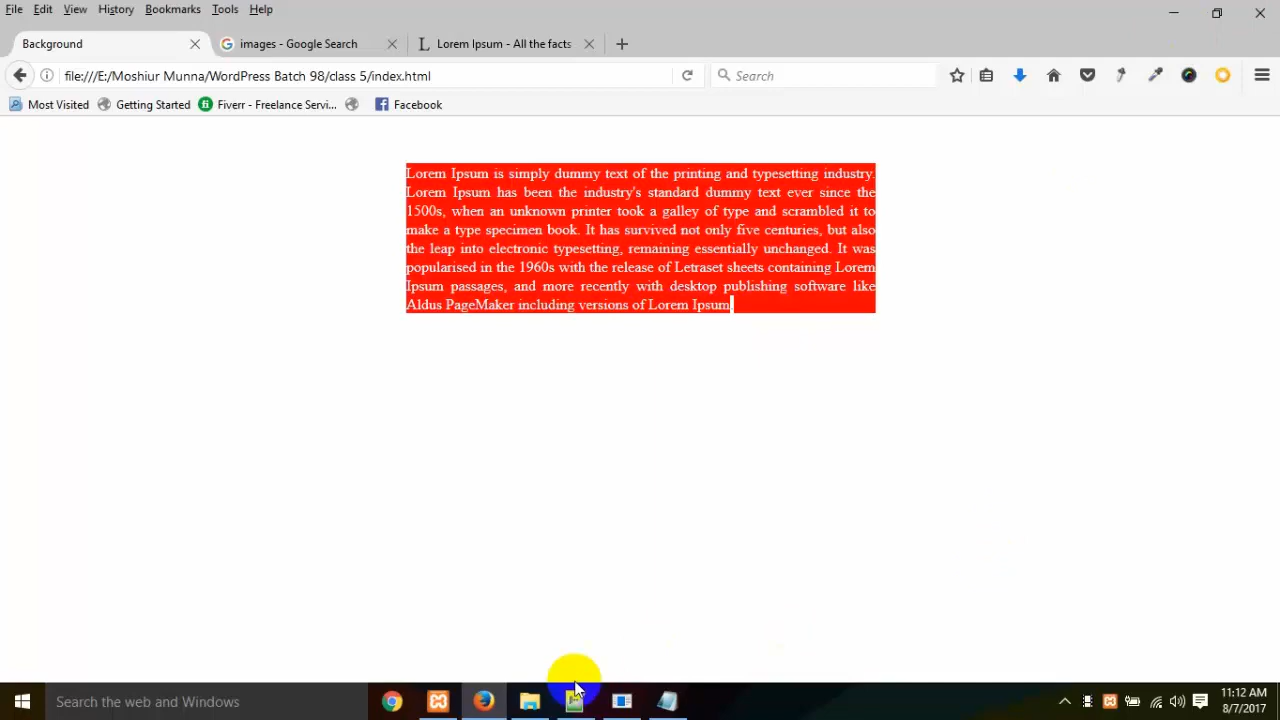 File Edit View History Bookmarks Tools Help
Background images - Google Search Lorem Ipsum - All the facts
file:///E:/Moshiur Munna/WordPress Batch 98/class 5/index.html Search
Most Visited Getting Started Fiverr - Freelance Servi... Facebook
Lorem Ipsum is simply dummy text of the printing and typesetting industry.
Lorem Ipsum has been the industry's standard dummy text ever since the
1500s, when an unknown printer took a galley of type and scrambled it to
make a type specimen book. It has survived not only five centuries, but also
the leap into electronic typesetting, remaining essentially unchanged. It was
popularised in the 1960s with the release of Letraset sheets containing Lorem
Ipsum passages, and more recently with desktop publishing software like
Aldus PageMaker including versions of Lorem Ipsum
Search the web and Windows 11:12 AM
8/7/2017